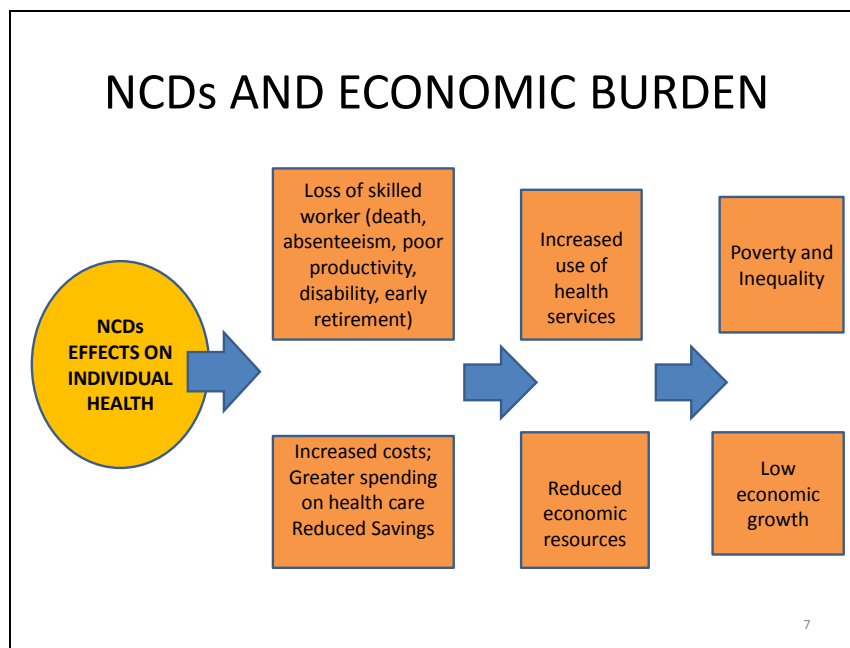 NCDs AND ECONOMIC BURDEN
NCDs
EFFECTS ON
INDIVIDUAL
HEALTH
Loss of skilled
worker (death,
absenteeism, poor
productivity,
disability, early
retirement)
Increased costs;
Greater spending
on health care
Reduced Savings
Increased
use of
health
services
Reduced
economic
resources
Poverty and
Inequality
Low
economic
growth
7